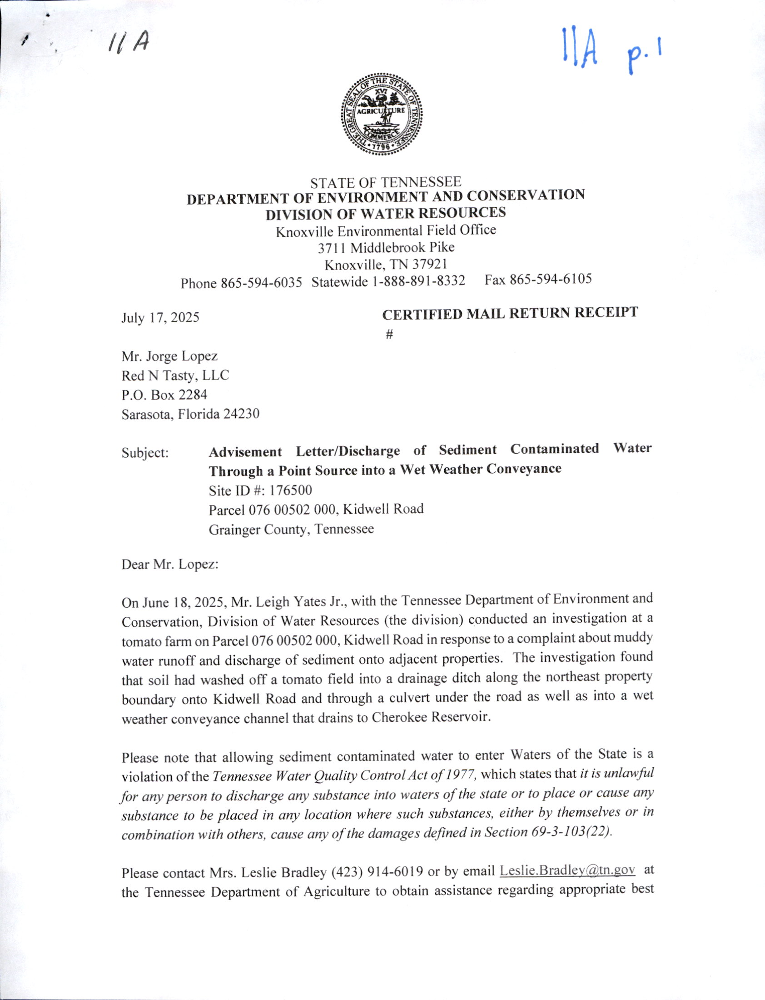 11A
11A p. 1
THE GREAT SEAL OF THE STATE OF TENNESSEE
XVI
AGRICULTURE
COMMERCE
1796
STATE OF TENNESSEE
DEPARTMENT OF ENVIRONMENT AND CONSERVATION
DIVISION OF WATER RESOURCES
Knoxville Environmental Field Office
3711 Middlebrook Pike
Knoxville, TN 37921
Phone 865-594-6035 Statewide 1-888-891-8332 Fax 865-594-6105
July 17, 2025 CERTIFIED MAIL RETURN RECEIPT
#
Mr. Jorge Lopez
Red N Tasty, LLC
P.O. Box 2284
Sarasota, Florida 24230
Subject: Advisement Letter/Discharge of Sediment Contaminated Water
Through a Point Source into a Wet Weather Conveyance
Site ID #: 176500
Parcel 076 00502 000, Kidwell Road
Grainger County, Tennessee
Dear Mr. Lopez:
On June 18, 2025, Mr. Leigh Yates Jr., with the Tennessee Department of Environment and
Conservation, Division of Water Resources (the division) conducted an investigation at a
tomato farm on Parcel 076 00502 000, Kidwell Road in response to a complaint about muddy
water runoff and discharge of sediment onto adjacent properties. The investigation found
that soil had washed off a tomato field into a drainage ditch along the northeast property
boundary onto Kidwell Road and through a culvert under the road as well as into a wet
weather conveyance channel that drains to Cherokee Reservoir.
Please note that allowing sediment contaminated water to enter Waters of the State is a
violation of the Tennessee Water Quality Control Act of 1977, which states that it is unlawful
for any person to discharge any substance into waters of the state or to place or cause any
substance to be placed in any location where such substances, either by themselves or in
combination with others, cause any of the damages defined in Section 69-3-103(22).
Please contact Mrs. Leslie Bradley (423) 914-6019 or by email Leslie.Bradley@tn.gov at
the Tennessee Department of Agriculture to obtain assistance regarding appropriate best